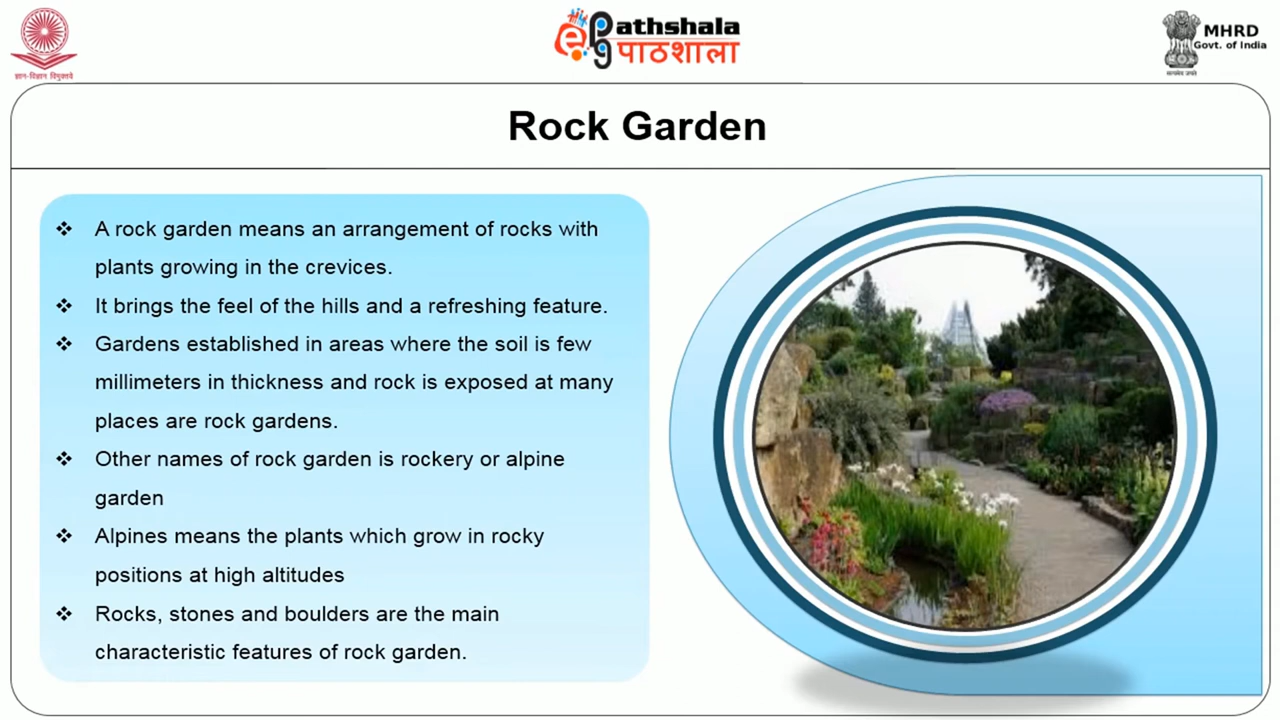 ज्ञान-विज्ञान विमुक्तये
Pathshala
पाठशाला
MHRD
Govt. of India
सत्यमेव जयते
Rock Garden
❖ A rock garden means an arrangement of rocks with
plants growing in the crevices.
❖ It brings the feel of the hills and a refreshing feature.
❖ Gardens established in areas where the soil is few
millimeters in thickness and rock is exposed at many
places are rock gardens.
❖ Other names of rock garden is rockery or alpine
garden
❖ Alpines means the plants which grow in rocky
positions at high altitudes
❖ Rocks, stones and boulders are the main
characteristic features of rock garden.